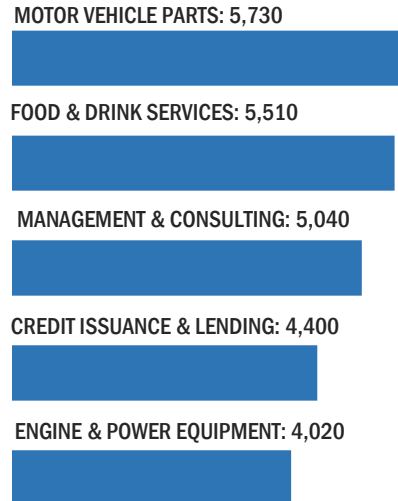 MOTOR VEHICLE PARTS: 5,730
FOOD & DRINK SERVICES: 5,510
MANAGEMENT & CONSULTING: 5,040
CREDIT ISSUANCE & LENDING: 4,400
ENGINE & POWER EQUIPMENT: 4,020